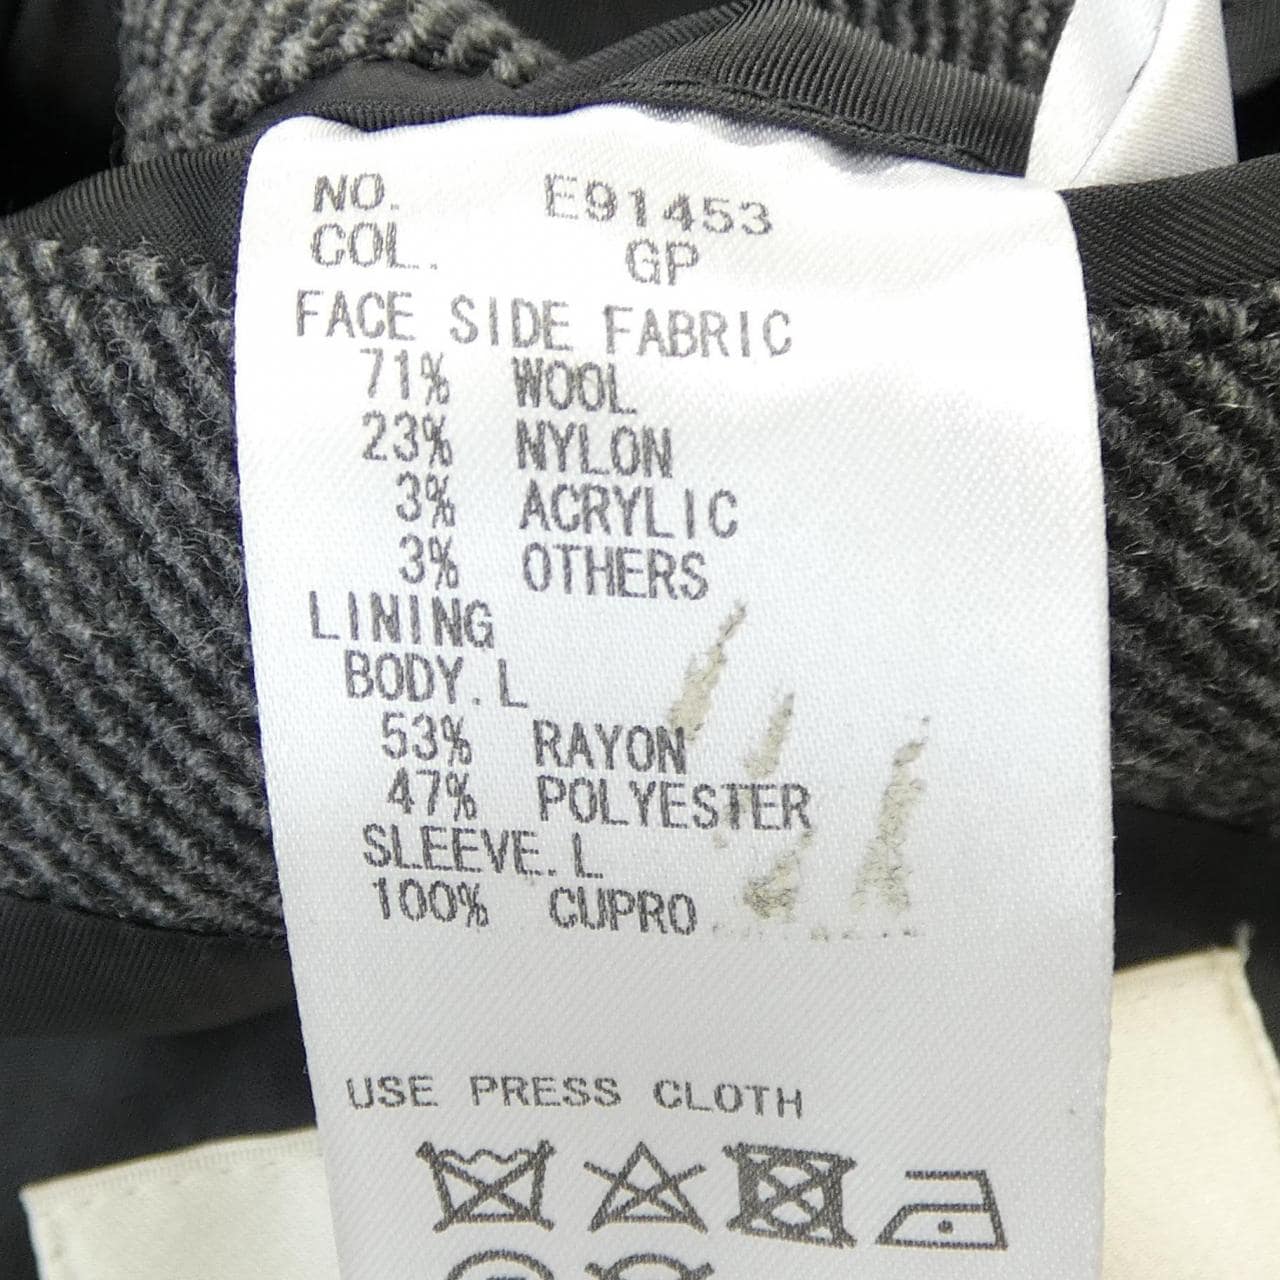 NO. E91453
COL. GP
FACE SIDE FABRIC
71% WOOL
23% NYLON
3% ACRYLIC
3% OTHERS
LINING
BODY.L
53% RAYON
47% POLYESTER
SLEEVE.L
100% CUPRO
USE PRESS CLOTH